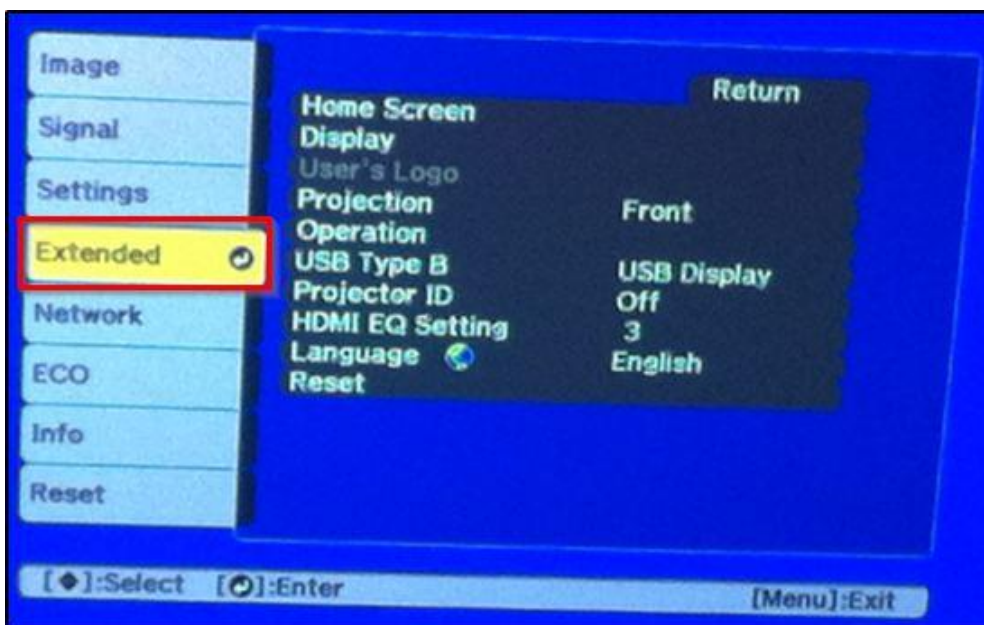 Image
Signal
Settings
Extended
Network
ECO
Info
Reset
Return
Home Screen
Display
User's Logo
Projection Front
Operation
USB Type B USB Display
Projector ID Off
HDMI EQ Setting 3
Language English
Reset
[◆]:Select [⏎]:Enter [Menu]:Exit